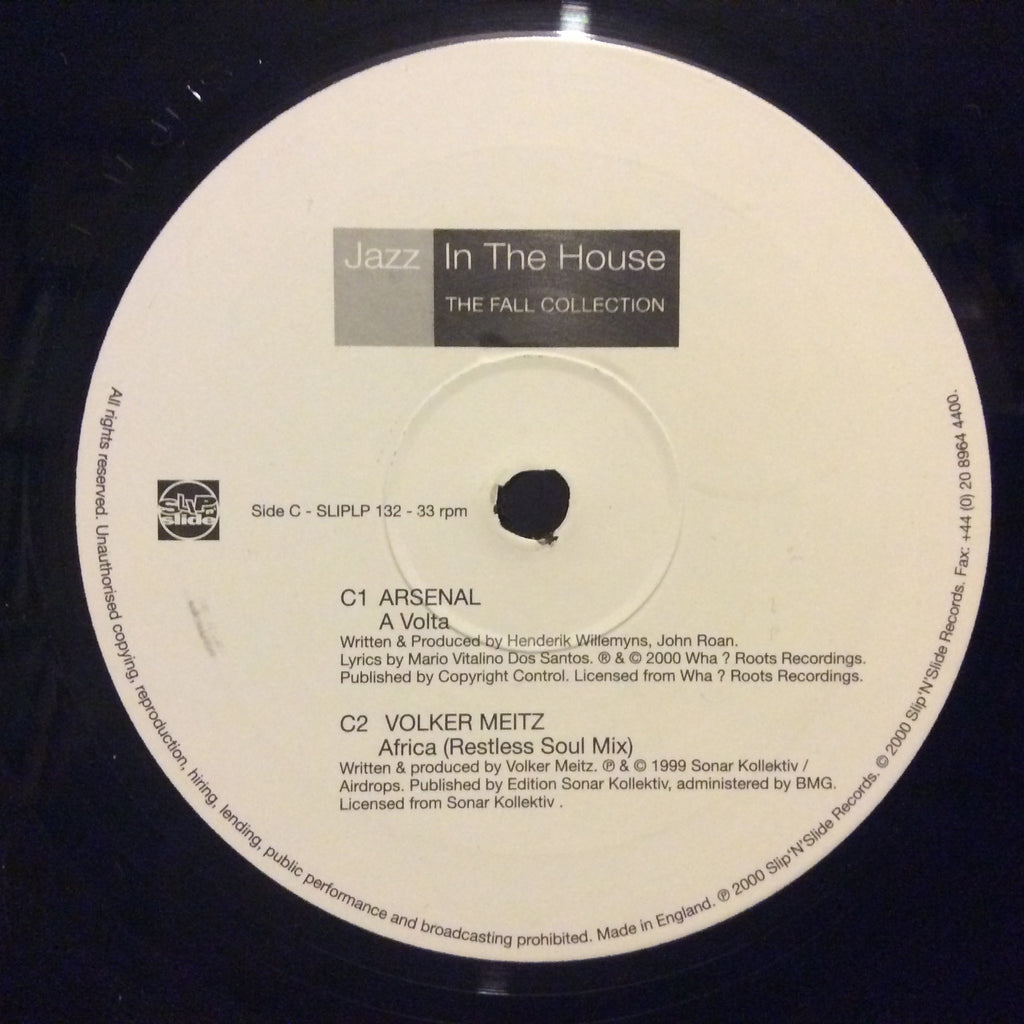 Jazz In The House
THE FALL COLLECTION
SLIP 'N' slide
Side C - SLIPLP 132 - 33 rpm
C1 ARSENAL
A Volta
Written & Produced by Henderik Willemyns, John Roan.
Lyrics by Mario Vitalino Dos Santos. ® & © 2000 Wha ? Roots Recordings.
Published by Copyright Control. Licensed from Wha ? Roots Recordings.
C2 VOLKER MEITZ
Africa (Restless Soul Mix)
Written & produced by Volker Meitz. ℗ & © 1999 Sonar Kollektiv /
Airdrops. Published by Edition Sonar Kollektiv, administered by BMG.
Licensed from Sonar Kollektiv .
All rights reserved. Unauthorised copying, reproduction, hiring, lending, public performance and broadcasting prohibited. Made in England. ℗ 2000 Slip'N'Slide Records. © 2000 Slip'N'Slide Records. Fax: +44 (0) 20 8964 4400.